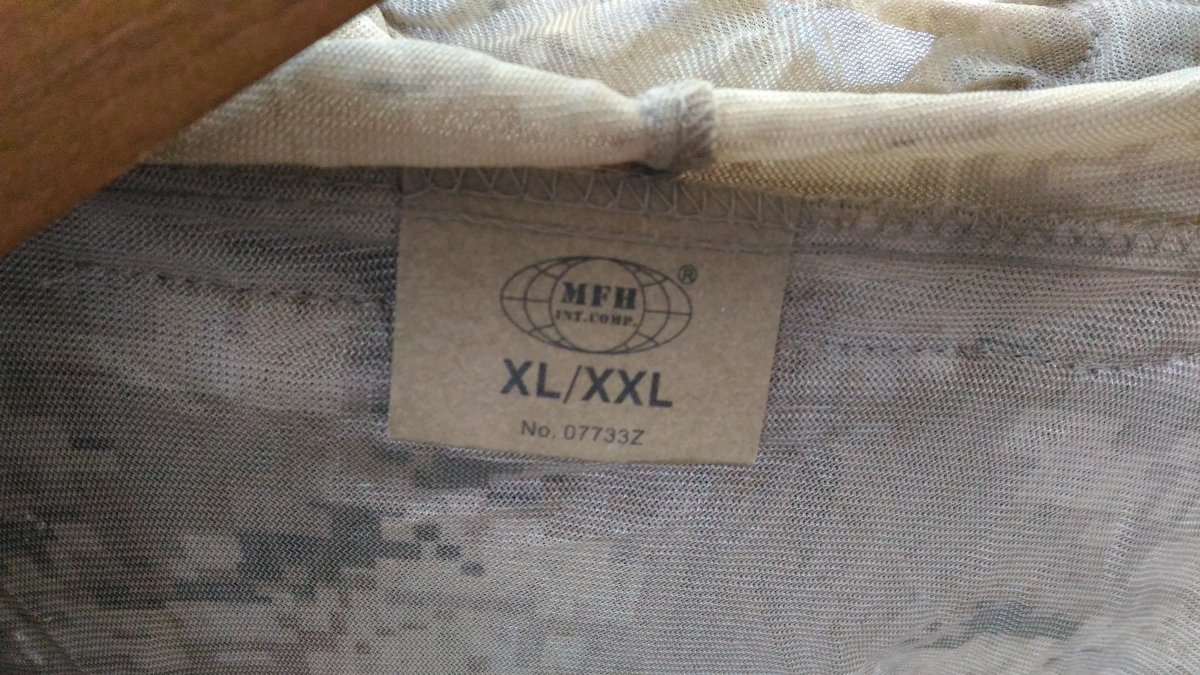 MFH ®
INT. COMP.
XL/XXL
No. 07733Z